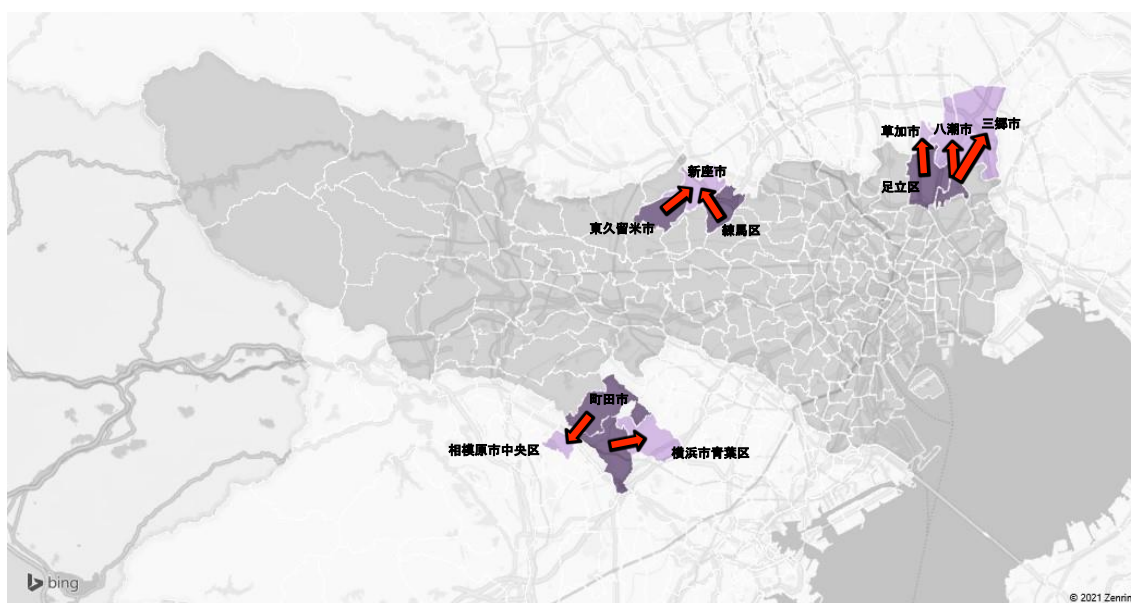 草加市
八潮市
三郷市
足立区
新座市
東久留米市
練馬区
町田市
相模原市中央区
横浜市青葉区
bing
© 2021 Zenrin